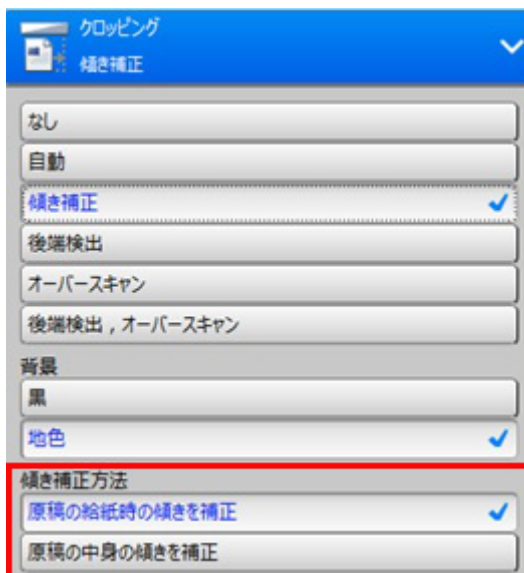 クロッピング
傾き補正
なし
自動
傾き補正
後端検出
オーバースキャン
後端検出 , オーバースキャン
背景
黒
地色
傾き補正方法
原稿の給紙時の傾きを補正
原稿の中身の傾きを補正